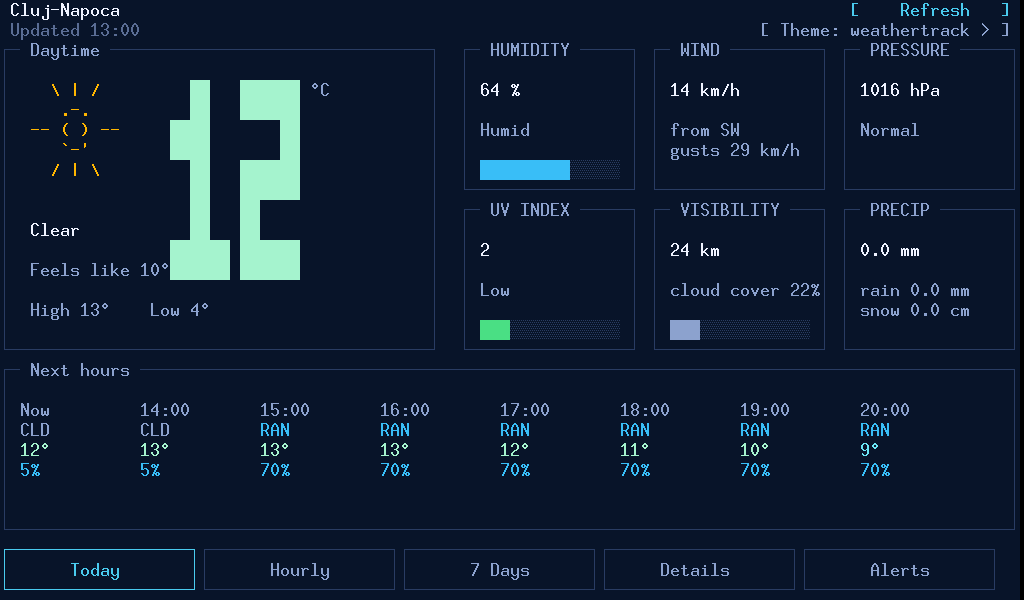 Cluj-Napoca [ Refresh ]
Updated 13:00 [ Theme: weathertrack > ]
Daytime HUMIDITY WIND PRESSURE
12 °C
64 % 14 km/h 1016 hPa
Humid from SW Normal
gusts 29 km/h
UV INDEX VISIBILITY PRECIP
Clear 2 24 km 0.0 mm
Feels like 10° Low cloud cover 22% rain 0.0 mm
High 13° Low 4° snow 0.0 cm
Next hours
Now 14:00 15:00 16:00 17:00 18:00 19:00 20:00
CLD CLD RAN RAN RAN RAN RAN RAN
12° 13° 13° 13° 12° 11° 10° 9°
5% 5% 70% 70% 70% 70% 70% 70%
Today Hourly 7 Days Details Alerts